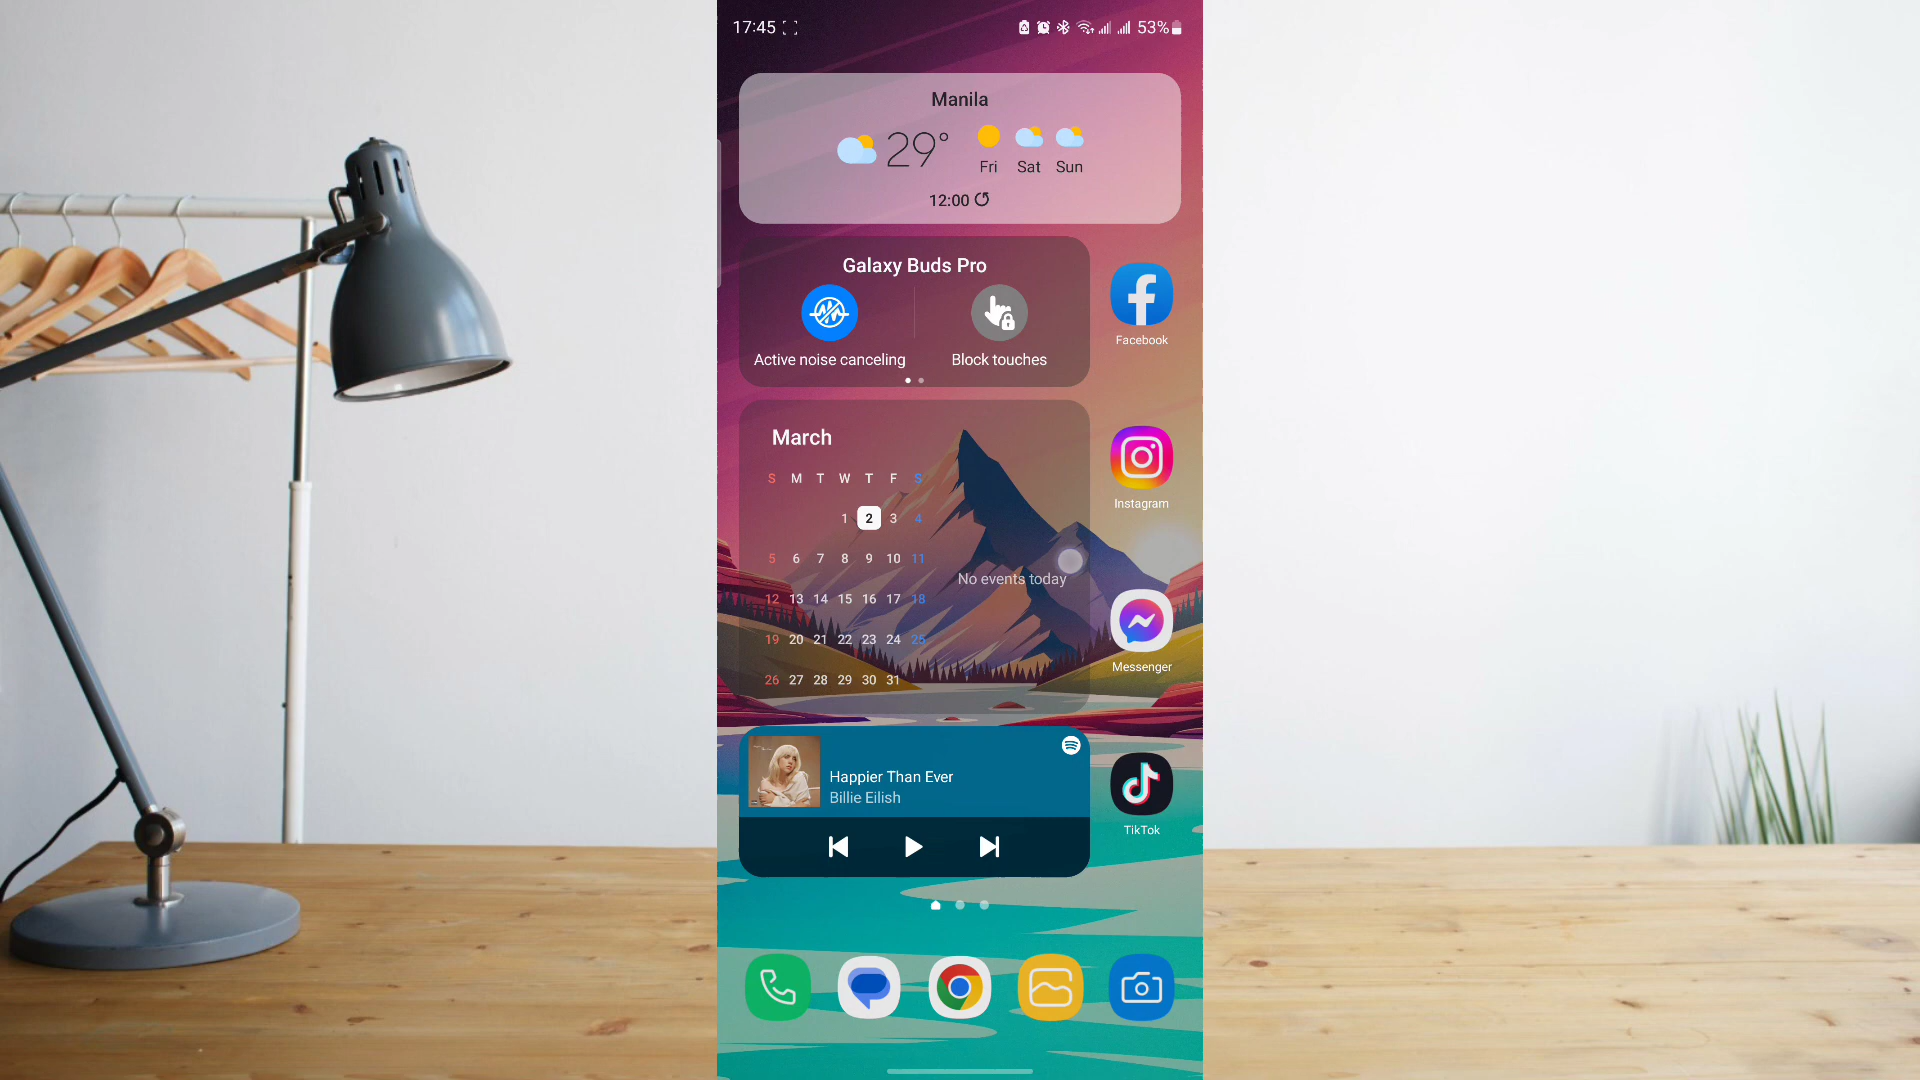 17:45 53%
Manila
29°
Fri Sat Sun
12:00
Galaxy Buds Pro
Active noise canceling Block touches
Facebook
March
S M T W T F S
1 2 3 4
5 6 7 8 9 10 11
12 13 14 15 16 17 18
19 20 21 22 23 24 25
26 27 28 29 30 31
No events today
Instagram
Messenger
Happier Than Ever
Billie Eilish
TikTok